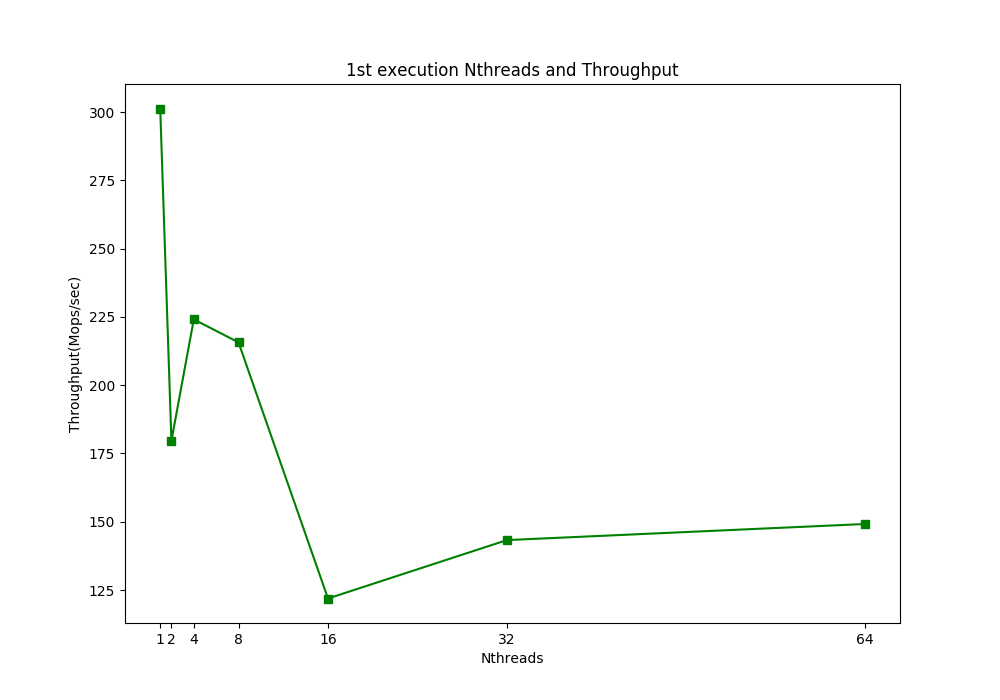 1st execution Nthreads and Throughput
Throughput(Mops/sec)
300
275
250
225
200
175
150
125
1 2 4 8 16 32 64
Nthreads